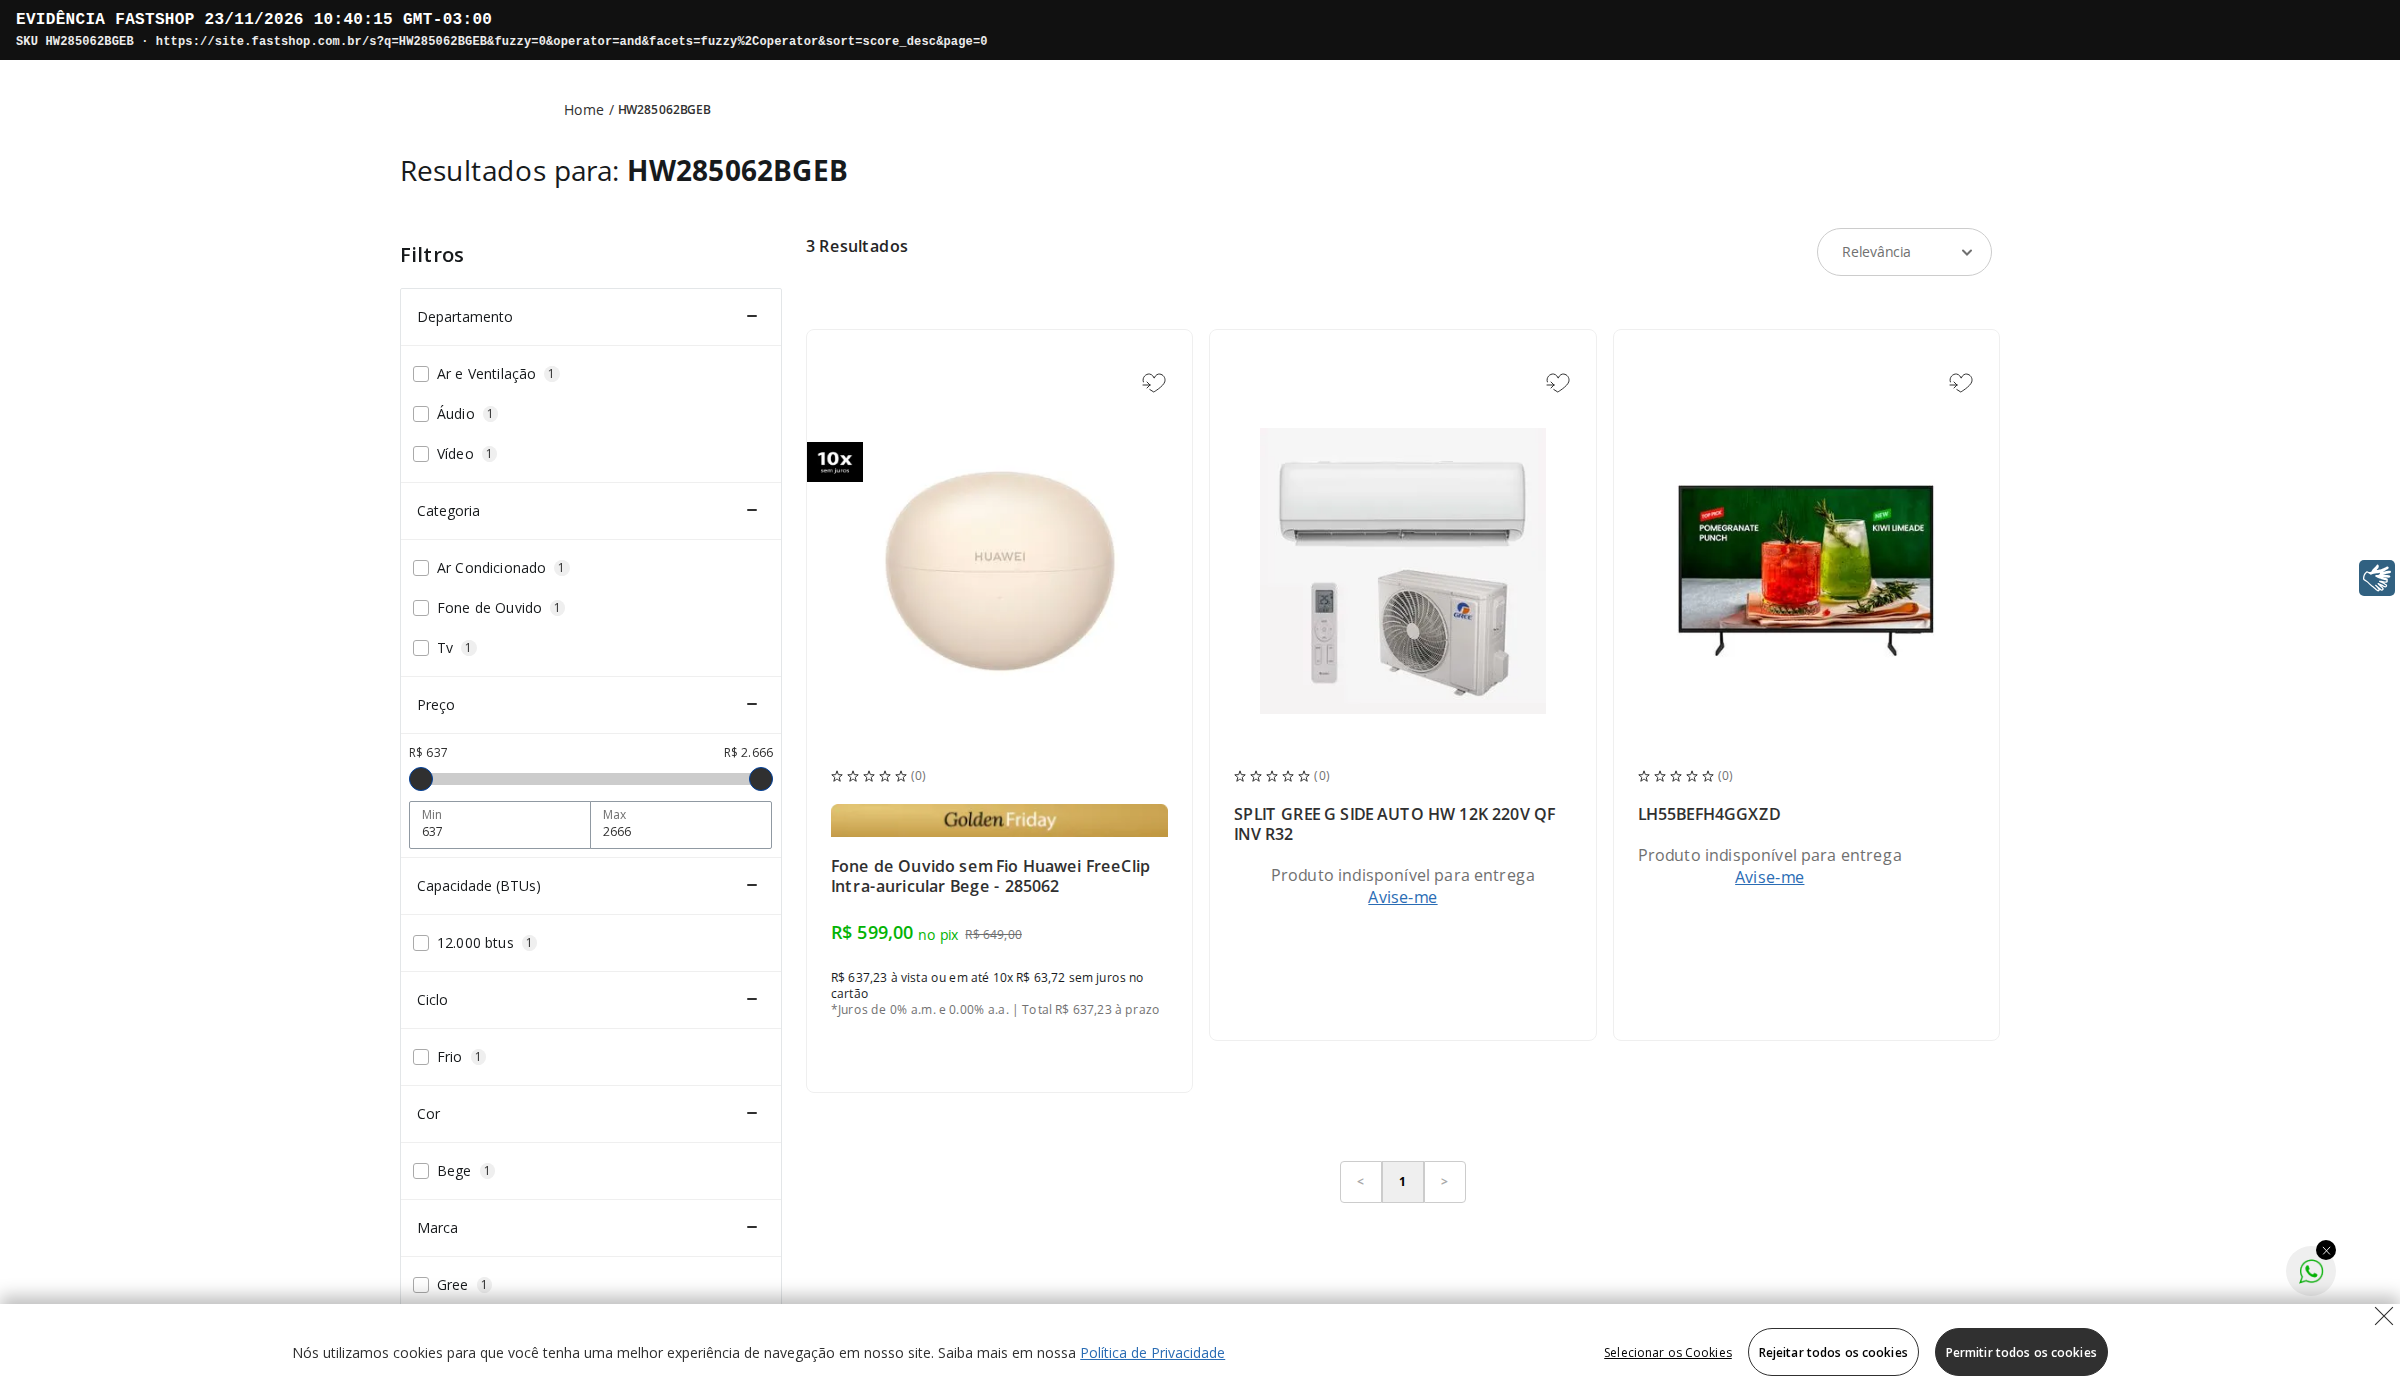 EVIDÊNCIA FASTSHOP 23/11/2026 10:40:15 GMT-03:00
SKU HW285062BGEB · https://site.fastshop.com.br/s?q=HW285062BGEB&fuzzy=0&operator=and&facets=fuzzy%2Coperator&sort=score_desc&page=0
Home / HW285062BGEB
Resultados para: HW285062BGEB
Filtros
3 Resultados
Relevância
Departamento
Ar e Ventilação 1
Áudio 1
Vídeo 1
Categoria
Ar Condicionado 1
Fone de Ouvido 1
Tv 1
Preço
R$ 637
R$ 2.666
Min
637
Max
2666
Capacidade (BTUs)
12.000 btus 1
Ciclo
Frio 1
Cor
Bege 1
Marca
Gree 1
10x
sem juros
HUAWEI
(0)
Golden Friday
Fone de Ouvido sem Fio Huawei FreeClip
Intra-auricular Bege - 285062
R$ 599,00 no pix R$ 649,00
R$ 637,23 à vista ou em até 10x R$ 63,72 sem juros no
cartão
*Juros de 0% a.m. e 0.00% a.a. | Total R$ 637,23 à prazo
GREE
(0)
SPLIT GREE G SIDE AUTO HW 12K 220V QF
INV R32
Produto indisponível para entrega
Avise-me
TOP PICK
POMEGRANATE
PUNCH
NEW
KIWI LIMEADE
(0)
LH55BEFH4GGXZD
Produto indisponível para entrega
Avise-me
< 1 >
Nós utilizamos cookies para que você tenha uma melhor experiência de navegação em nosso site. Saiba mais em nossa Política de Privacidade
Selecionar os Cookies
Rejeitar todos os cookies
Permitir todos os cookies